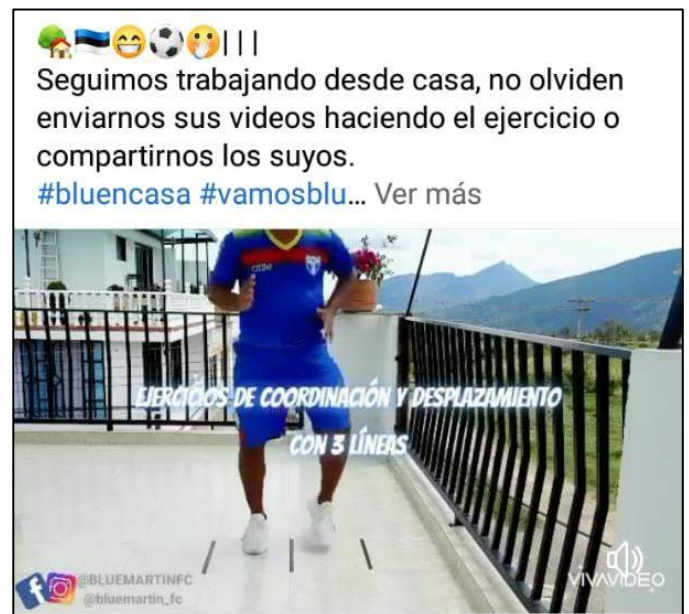 🏡🇪🇪😁⚽🤭|||
Seguimos trabajando desde casa, no olviden
enviarnos sus videos haciendo el ejercicio o
compartirnos los suyos.
#bluencasa #vamosblu... Ver más
EJERCICIOS DE COORDINACIÓN Y DESPLAZAMIENTO
CON 3 LÍNEAS
@BLUEMARTINFC
@bluemartin_fc
VIVAVIDEO